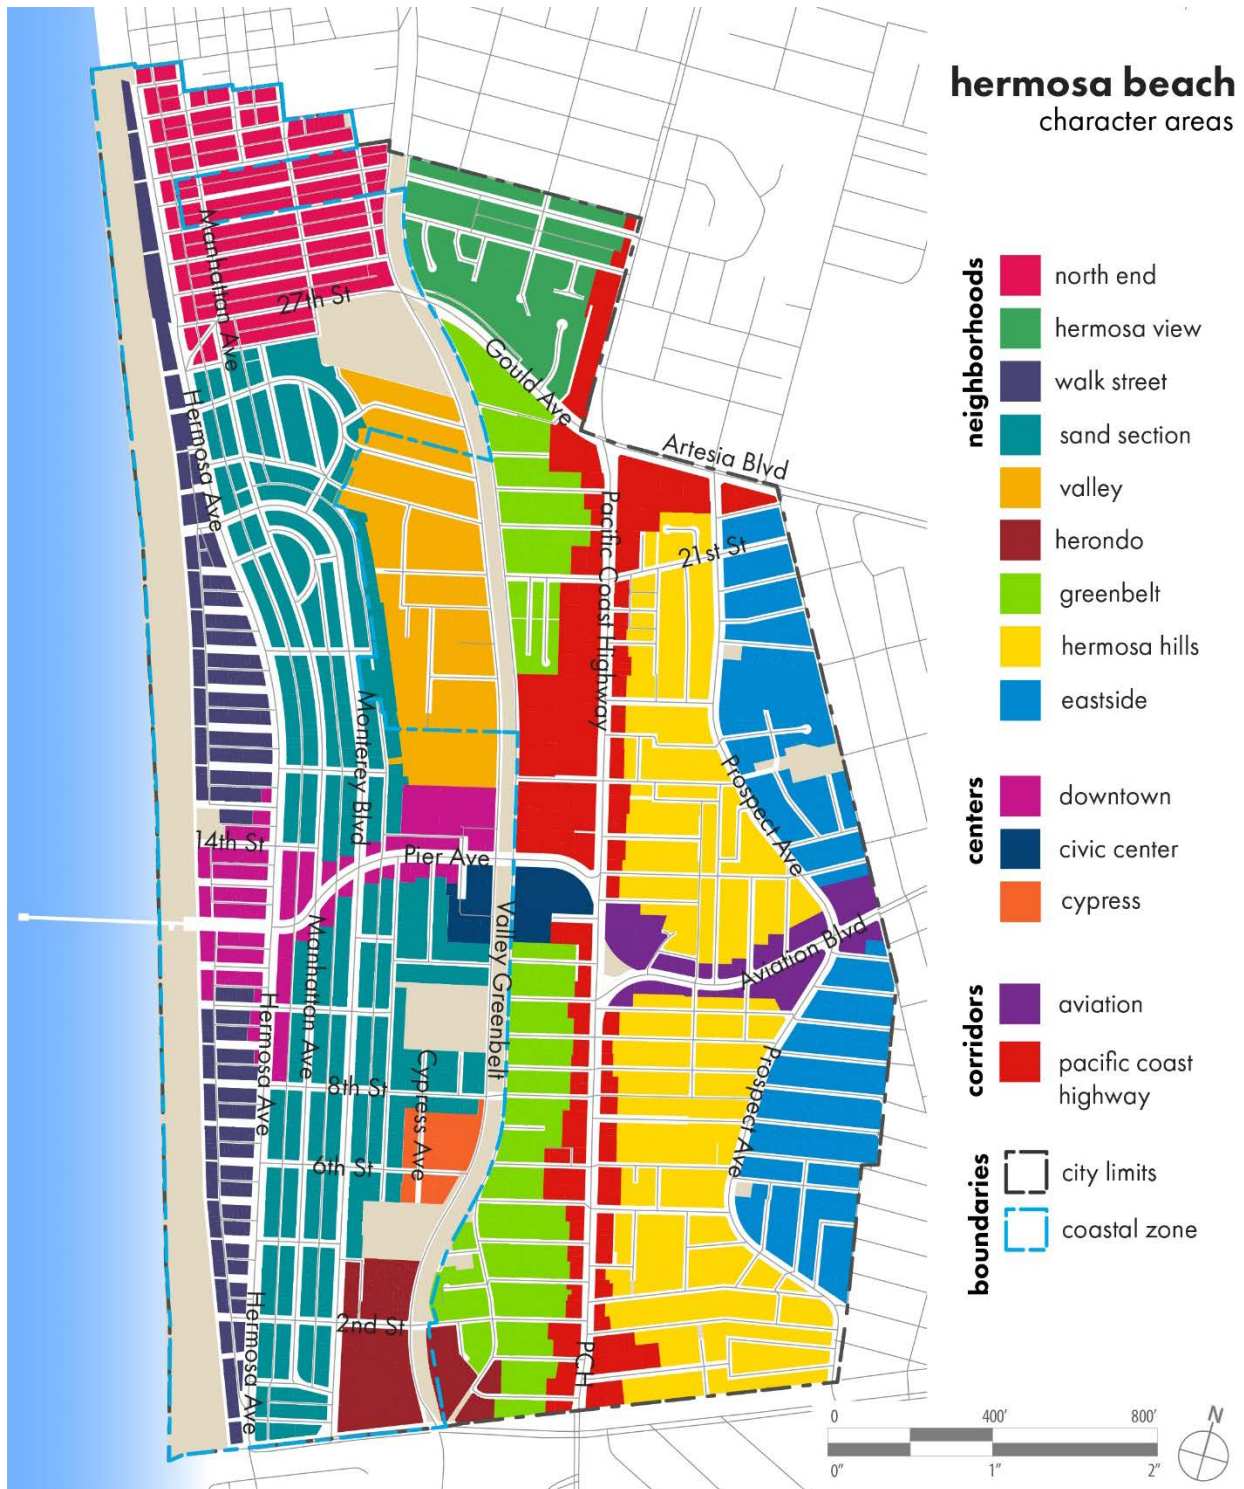 hermosa beach
character areas
neighborhoods
north end
hermosa view
walk street
sand section
valley
herondo
greenbelt
hermosa hills
eastside
centers
downtown
civic center
cypress
corridors
aviation
pacific coast
highway
boundaries
city limits
coastal zone
Manhattan Ave
27th St
Gould Ave
Hermosa Ave
Artesia Blvd
Pacific Coast Highway
21st St
Monterey Blvd
Prospect Ave
14th St
Pier Ave
Valley Greenbelt
Manhattan Ave
Aviation Blvd
Hermosa Ave
Cypress Ave
8th St
Prospect Ave
6th St
Hermosa Ave
2nd St
PCH
0 400' 800'
0" 1" 2"
N